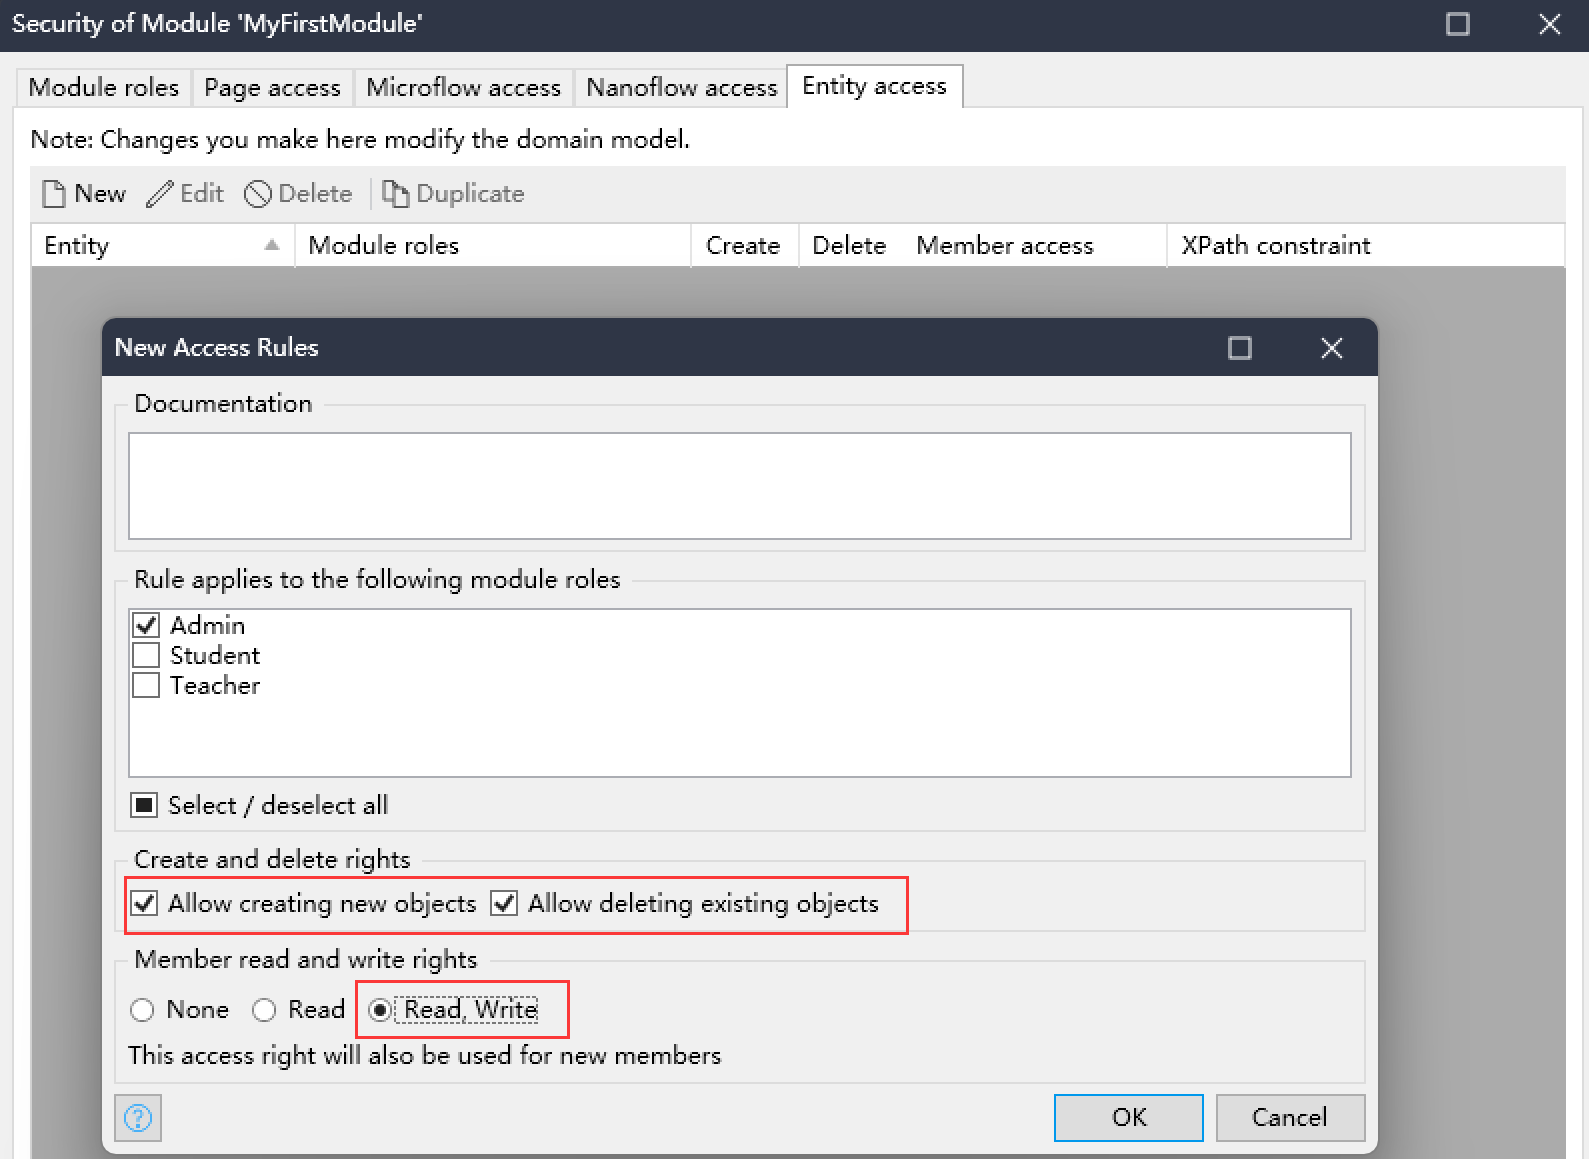 Security of Module 'MyFirstModule'
Module roles Page access Microflow access Nanoflow access Entity access
Note: Changes you make here modify the domain model.
New Edit Delete Duplicate
Entity Module roles Create Delete Member access XPath constraint
New Access Rules
Documentation
Rule applies to the following module roles
Admin
Student
Teacher
Select / deselect all
Create and delete rights
Allow creating new objects Allow deleting existing objects
Member read and write rights
None Read Read, Write
This access right will also be used for new members
? OK Cancel